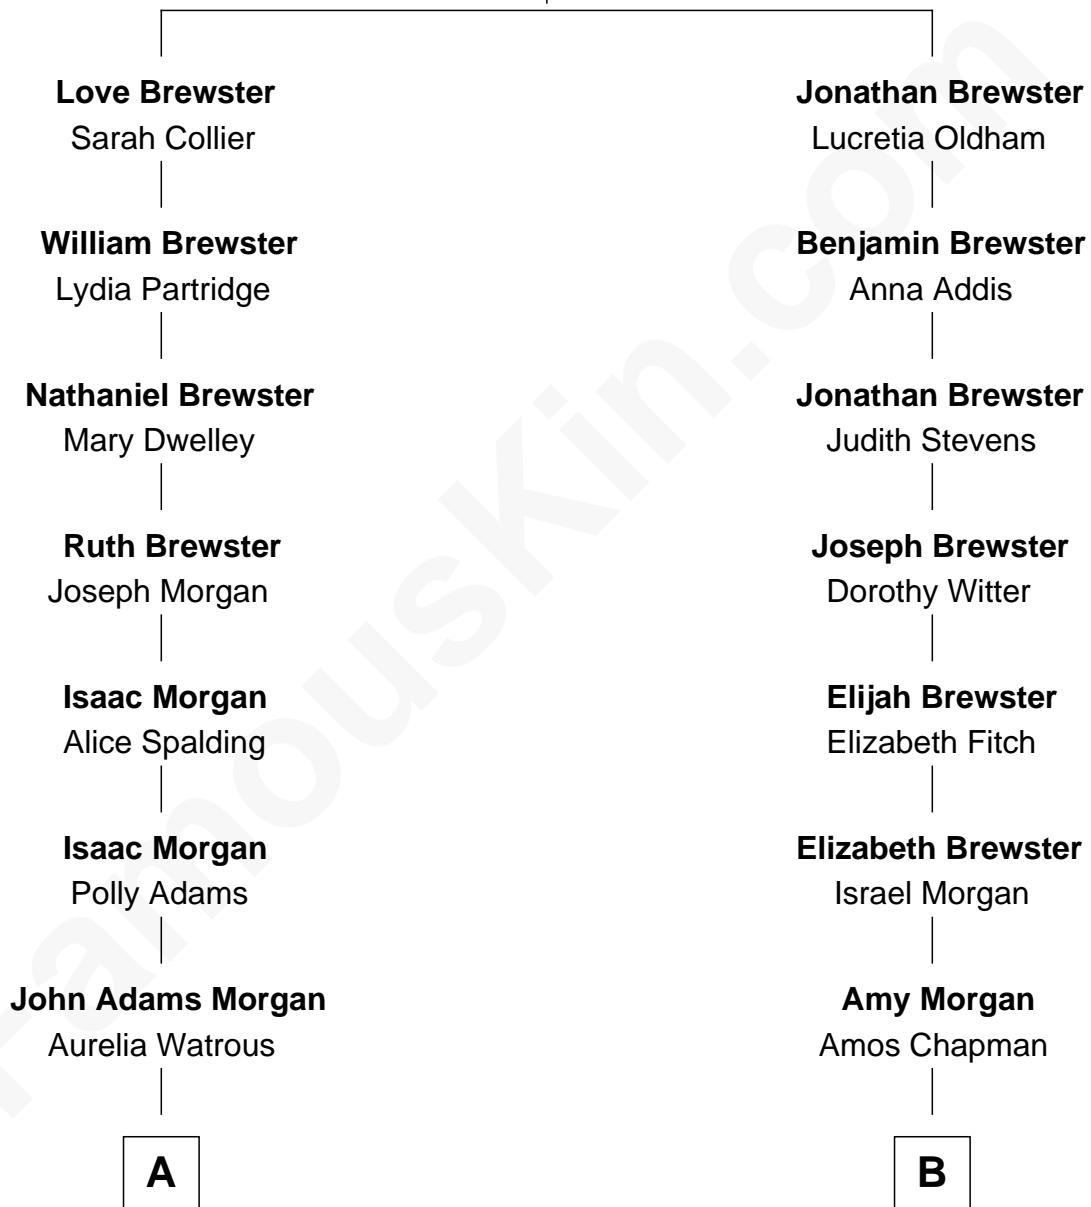 Love Brewster
Sarah Collier
William Brewster
Lydia Partridge
Nathaniel Brewster
Mary Dwelley
Ruth Brewster
Joseph Morgan
Isaac Morgan
Alice Spalding
Isaac Morgan
Polly Adams
John Adams Morgan
Aurelia Watrous
A
Jonathan Brewster
Lucretia Oldham
Benjamin Brewster
Anna Addis
Jonathan Brewster
Judith Stevens
Joseph Brewster
Dorothy Witter
Elijah Brewster
Elizabeth Fitch
Elizabeth Brewster
Israel Morgan
Amy Morgan
Amos Chapman
B
FamousKin.com